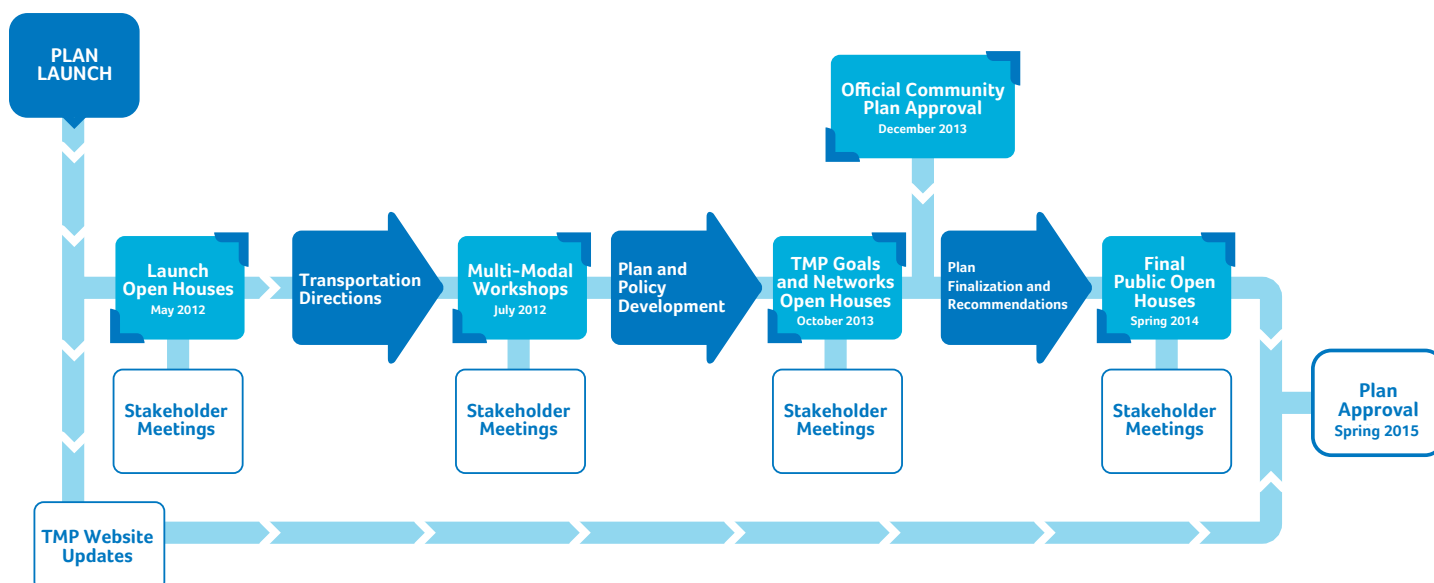 PLAN
LAUNCH
Official Community
Plan Approval
December 2013
Launch
Open Houses
May 2012
Transportation
Directions
Multi-Modal
Workshops
July 2012
Plan and
Policy
Development
TMP Goals
and Networks
Open Houses
October 2013
Plan
Finalization and
Recommendations
Final
Public Open
Houses
Spring 2014
Stakeholder
Meetings
Stakeholder
Meetings
Stakeholder
Meetings
Stakeholder
Meetings
Plan
Approval
Spring 2015
TMP Website
Updates